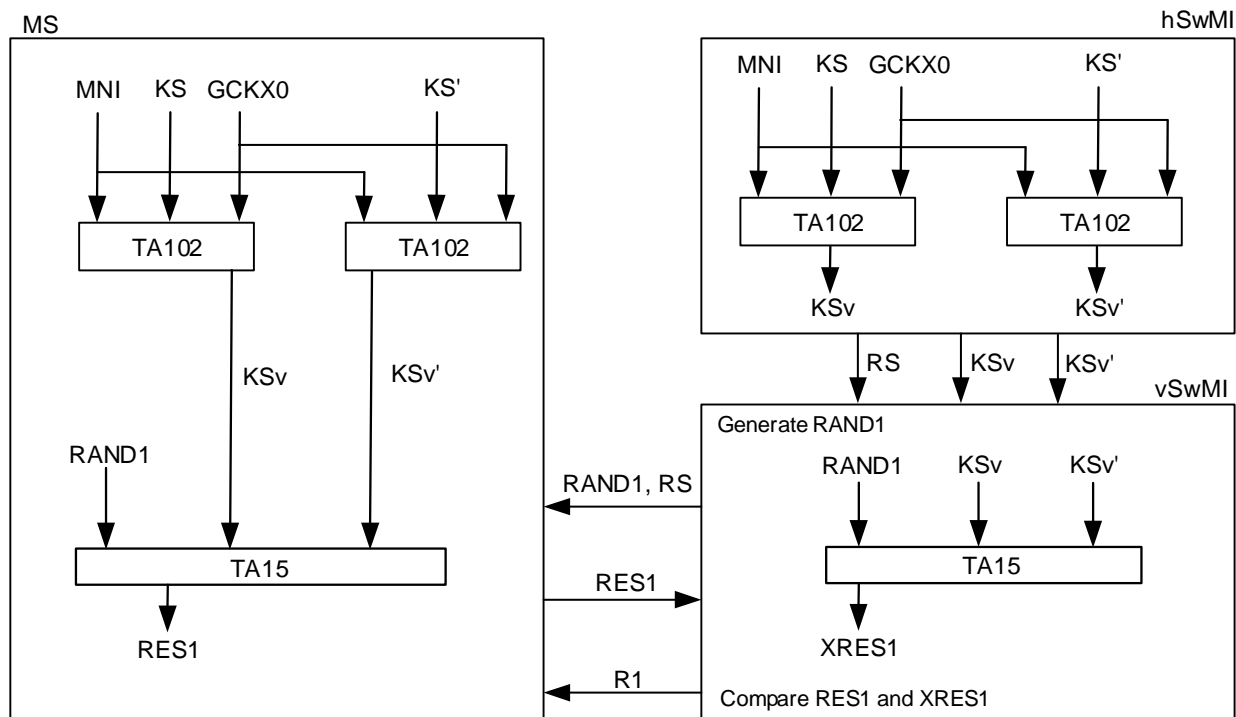 MS
MNI KS GCKX0 KS'
TA102 TA102
KSv KSv'
RAND1
TA15
RES1
RAND1, RS
RES1
R1
hSwMI
MNI KS GCKX0 KS'
TA102 TA102
KSv KSv'
RS KSv KSv'
vSwMI
Generate RAND1
RAND1 KSv KSv'
TA15
XRES1
Compare RES1 and XRES1